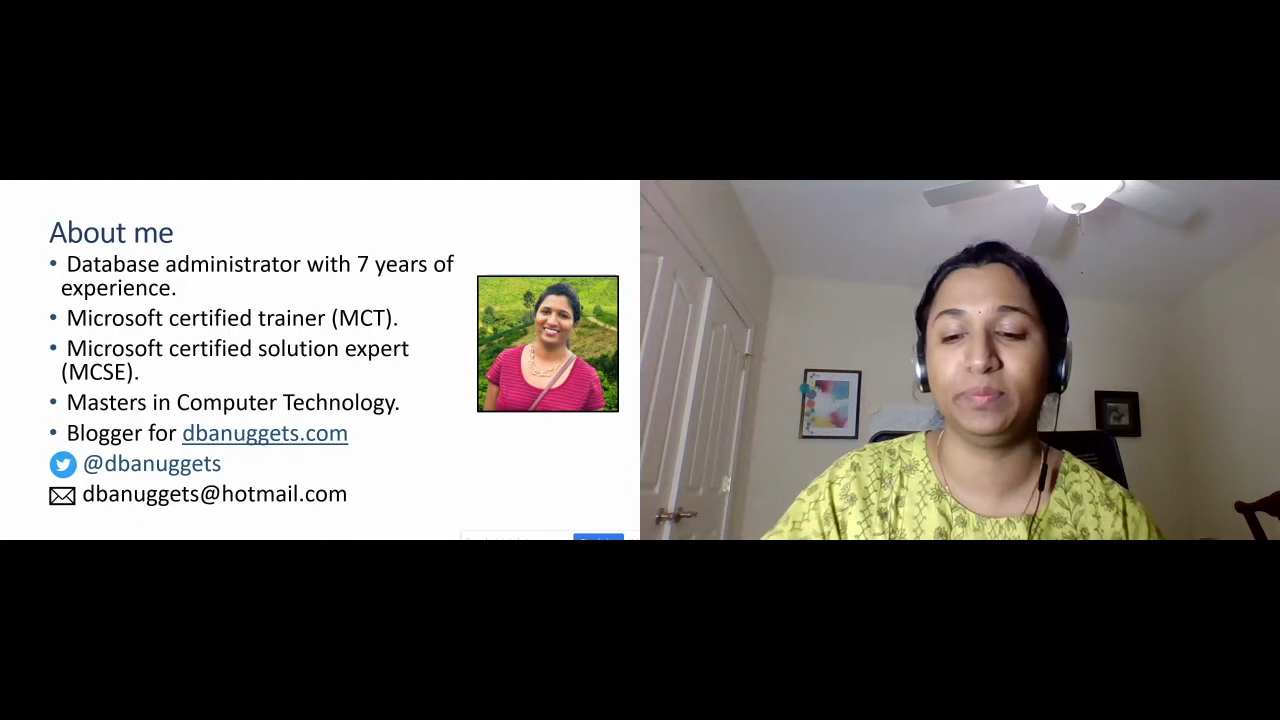 About me
• Database administrator with 7 years of
experience.
• Microsoft certified trainer (MCT).
• Microsoft certified solution expert
(MCSE).
• Masters in Computer Technology.
• Blogger for dbanuggets.com
@dbanuggets
dbanuggets@hotmail.com